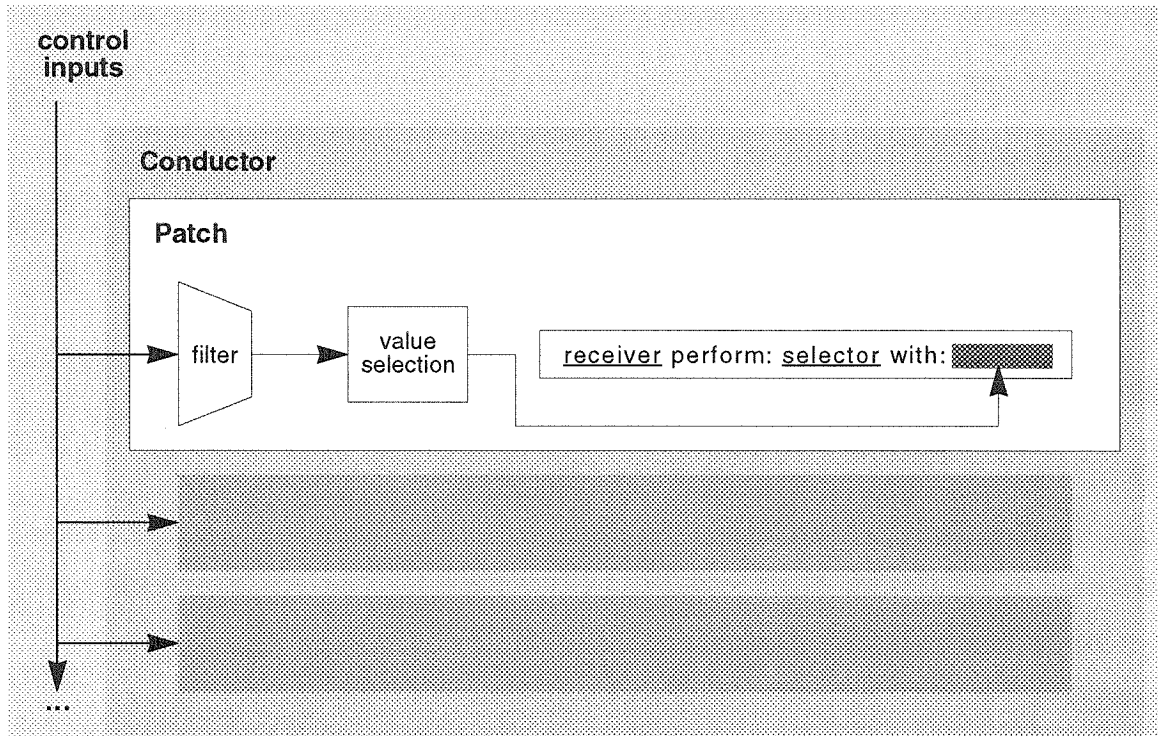 control
inputs
Conductor
Patch
filter
value
selection
receiver perform: selector with:
...